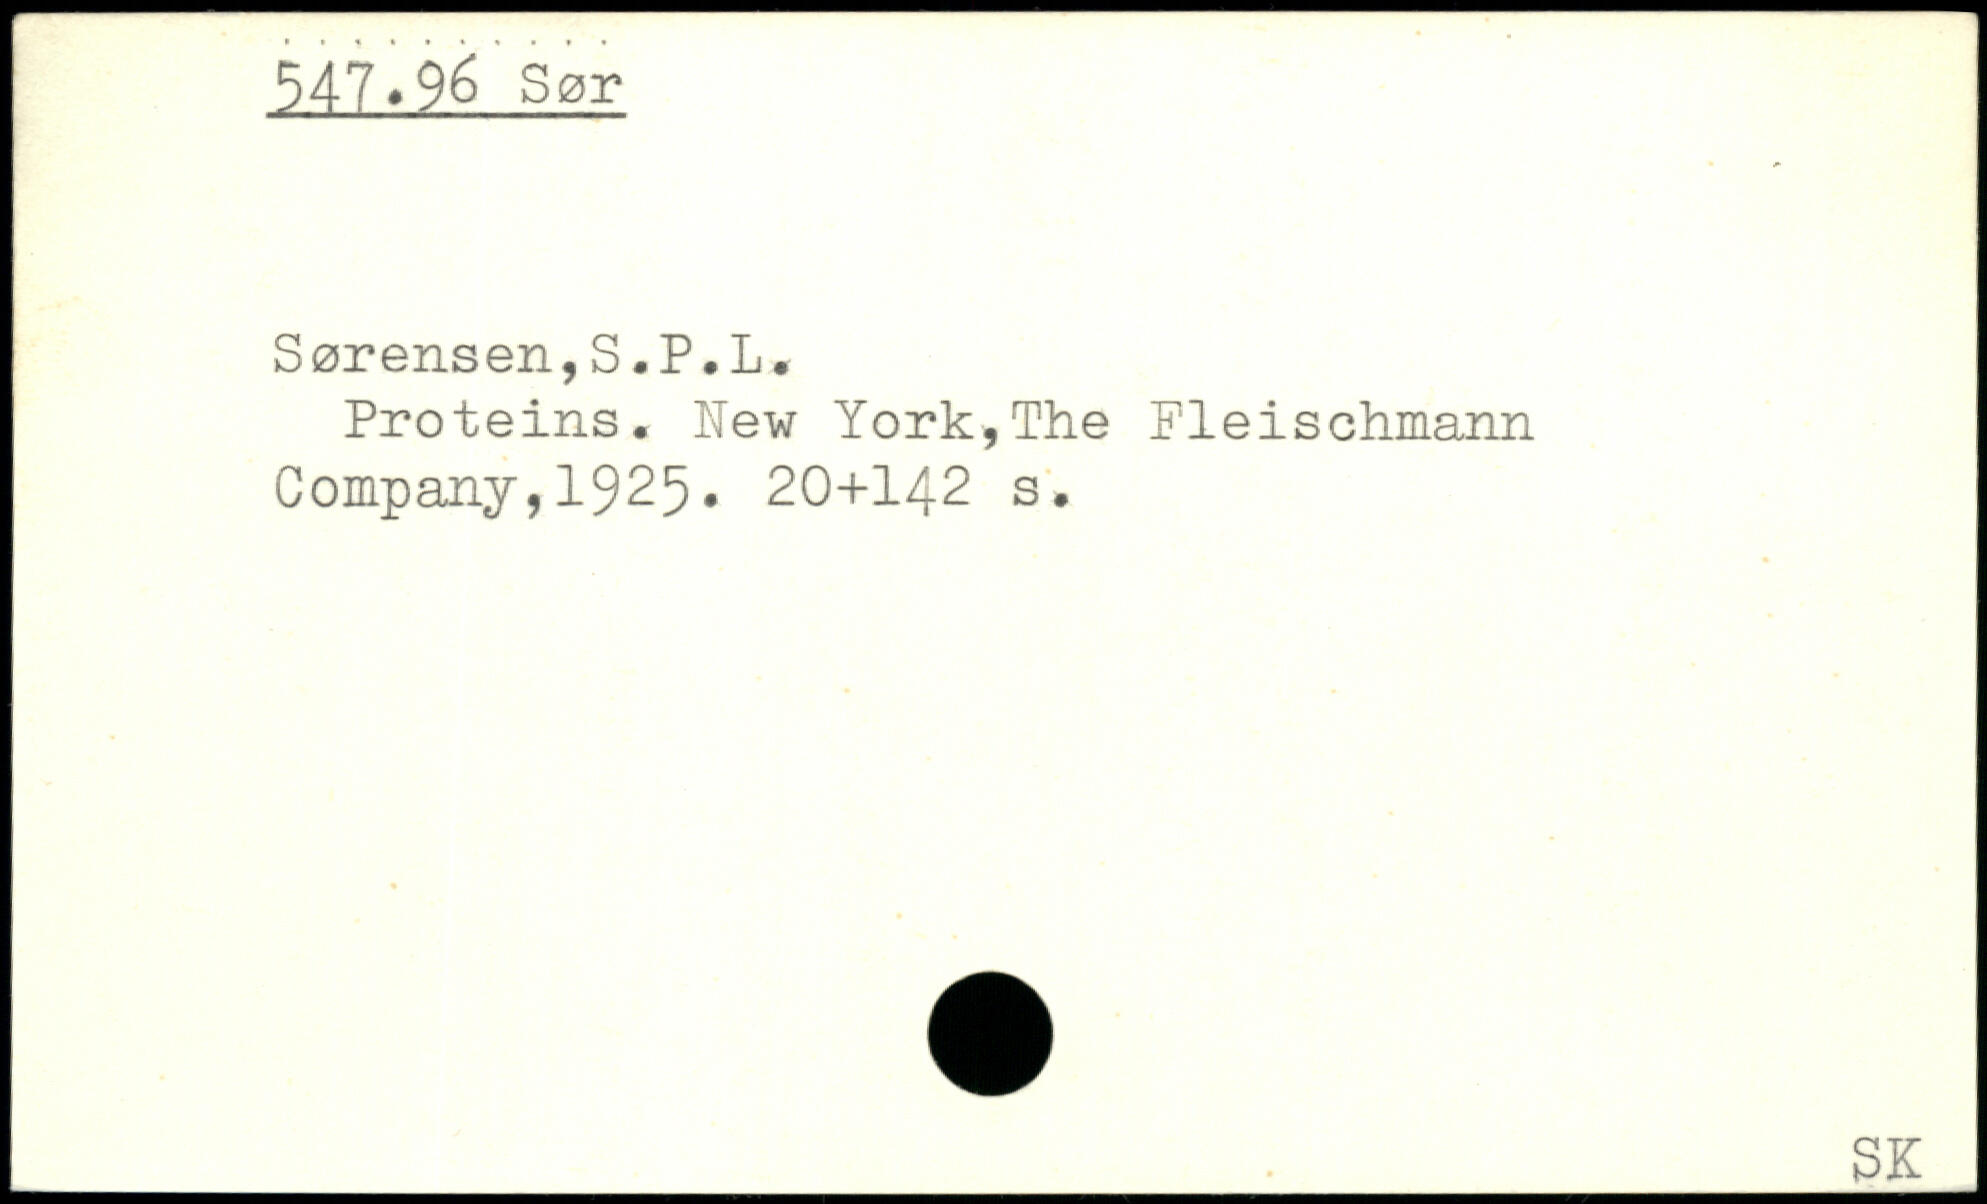 547.96 Sør
Sørensen,S.P.L.
Proteins. New York,The Fleischmann
Company,1925. 20+142 s.
SK